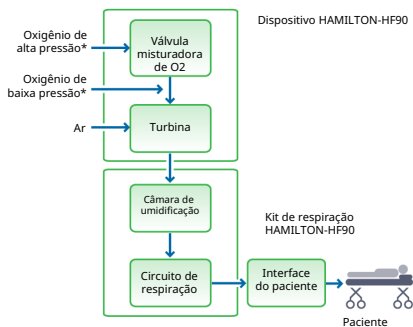 Dispositivo HAMILTON-HF90
Oxigênio de
alta pressão*
Válvula
misturadora
de O2
Oxigênio de
baixa pressão*
Ar
Turbina
Câmara de
umidificação
Kit de respiração
HAMILTON-HF90
Circuito de
respiração
Interface
do paciente
Paciente